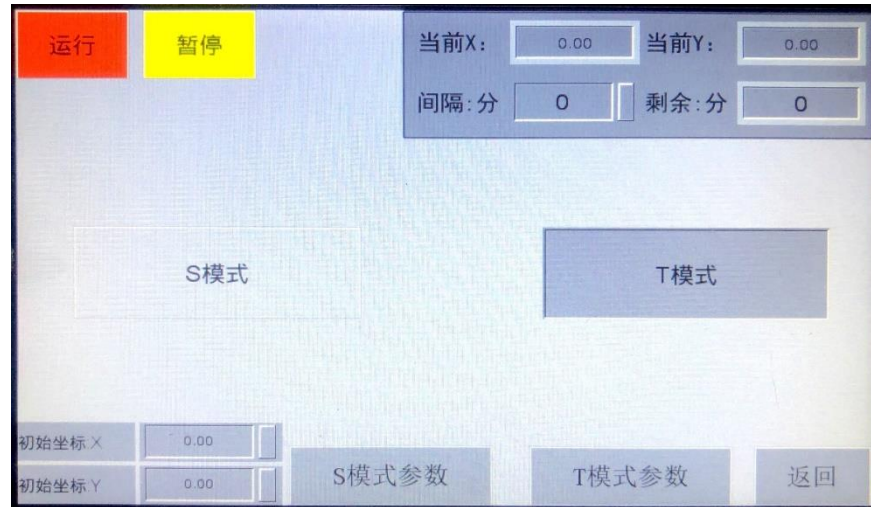 运行 暂停 当前X： 0.00 当前Y： 0.00
间隔:分 0 剩余:分 0
S模式 T模式
初始坐标:X 0.00
初始坐标:Y 0.00 S模式参数 T模式参数 返回